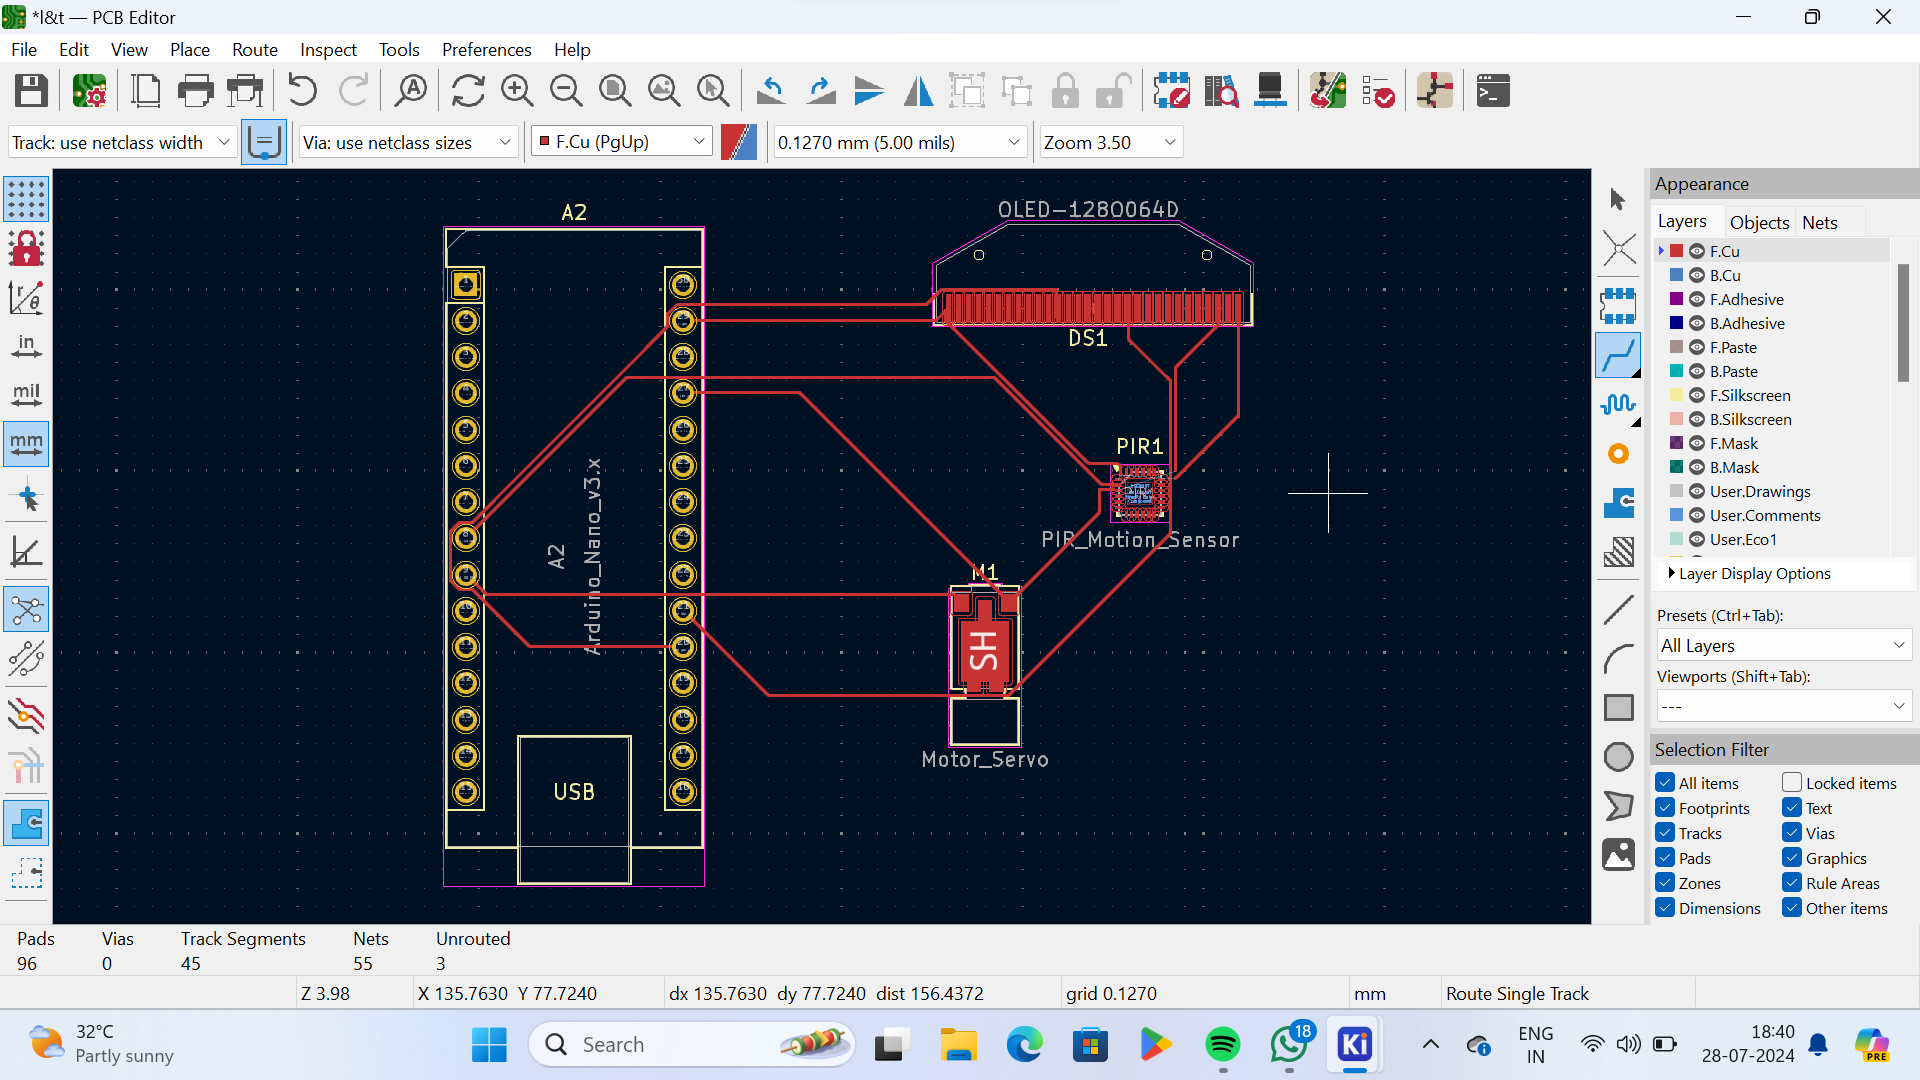 *l&t — PCB Editor
File Edit View Place Route Inspect Tools Preferences Help
Track: use netclass width
Via: use netclass sizes
F.Cu (PgUp)
0.1270 mm (5.00 mils)
Zoom 3.50
in
mil
mm
A2
A2
Arduino_Nano_v3.x
USB
OLED-128O064D
DS1
PIR1
PIR_Motion_Sensor
M1
SH
Motor_Servo
Appearance
Layers Objects Nets
F.Cu
B.Cu
F.Adhesive
B.Adhesive
F.Paste
B.Paste
F.Silkscreen
B.Silkscreen
F.Mask
B.Mask
User.Drawings
User.Comments
User.Eco1
Layer Display Options
Presets (Ctrl+Tab):
All Layers
Viewports (Shift+Tab):
---
Selection Filter
All items Locked items
Footprints Text
Tracks Vias
Pads Graphics
Zones Rule Areas
Dimensions Other items
Pads Vias Track Segments Nets Unrouted
96 0 45 55 3
Z 3.98 X 135.7630 Y 77.7240 dx 135.7630 dy 77.7240 dist 156.4372 grid 0.1270 mm Route Single Track
32°C
Partly sunny
Search
18
Ki
ENG
IN
18:40
28-07-2024
PRE